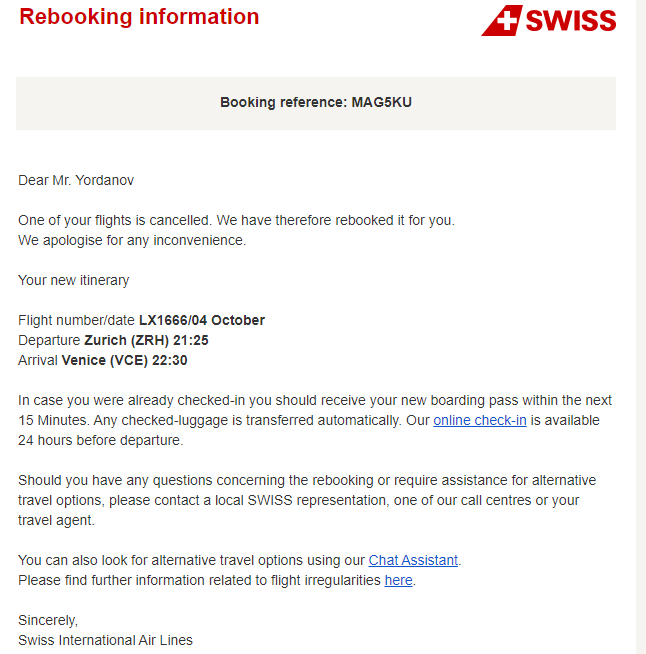 Rebooking information
SWISS
Booking reference: MAG5KU
Dear Mr. Yordanov
One of your flights is cancelled. We have therefore rebooked it for you.
We apologise for any inconvenience.
Your new itinerary
Flight number/date LX1666/04 October
Departure Zurich (ZRH) 21:25
Arrival Venice (VCE) 22:30
In case you were already checked-in you should receive your new boarding pass within the next
15 Minutes. Any checked-luggage is transferred automatically. Our online check-in is available
24 hours before departure.
Should you have any questions concerning the rebooking or require assistance for alternative
travel options, please contact a local SWISS representation, one of our call centres or your
travel agent.
You can also look for alternative travel options using our Chat Assistant.
Please find further information related to flight irregularities here.
Sincerely,
Swiss International Air Lines